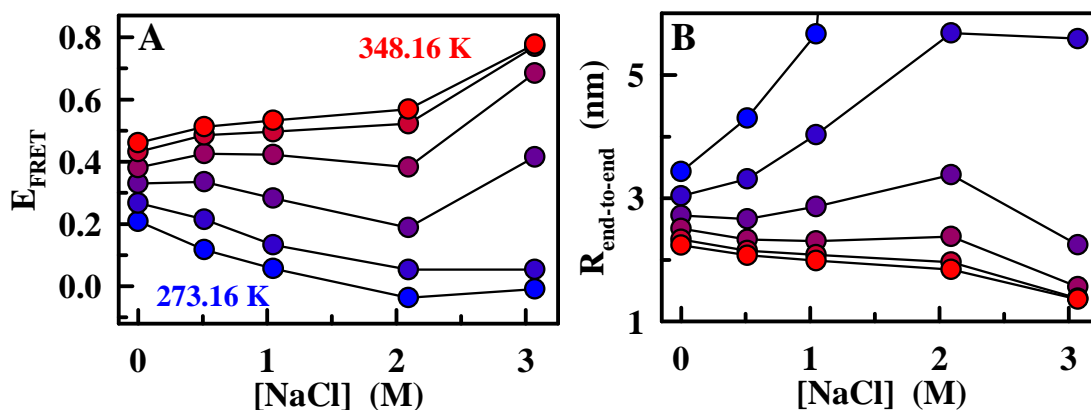 A
348.16 K
273.16 K
E_FRET
0.8
0.6
0.4
0.2
0.0
0 1 2 3
[NaCl] (M)
B
R_end-to-end (nm)
5
3
1
0 1 2 3
[NaCl] (M)